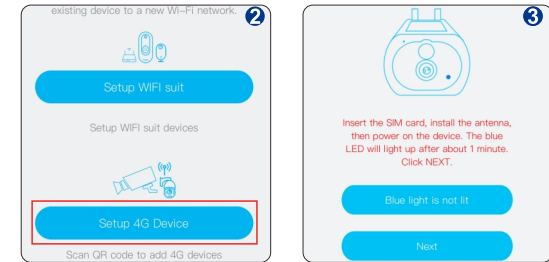 existing device to a new Wi-Fi network.
2
Setup WIFI suit
Setup WIFI suit devices
Setup 4G Device
Scan QR code to add 4G devices
3
Insert the SIM card, install the antenna,
then power on the device. The blue
LED will light up after about 1 minute.
Click NEXT.
Blue light is not lit
Next